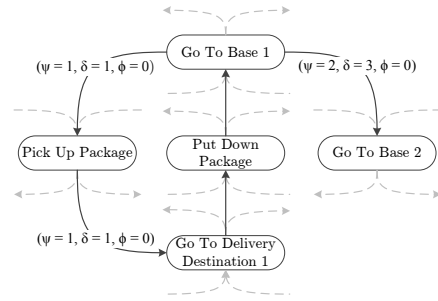 Go To Base 1
(ψ = 1, δ = 1, ϕ = 0)
(ψ = 2, δ = 3, ϕ = 0)
Pick Up Package
Put Down
Package
Go To Base 2
(ψ = 1, δ = 1, ϕ = 0)
Go To Delivery
Destination 1